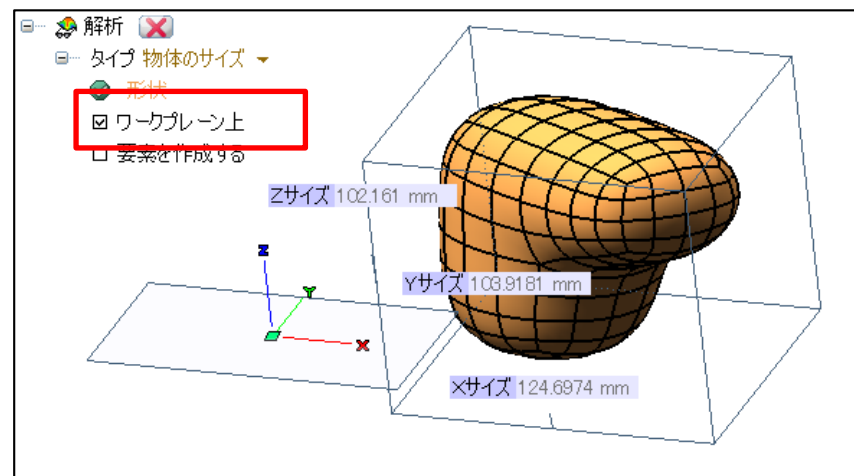 解析
タイプ 物体のサイズ
形状
ワークプレーン上
要素を作成する
Zサイズ 102.161 mm
Z
Yサイズ 103.9181 mm
Y
X
Xサイズ 124.6974 mm